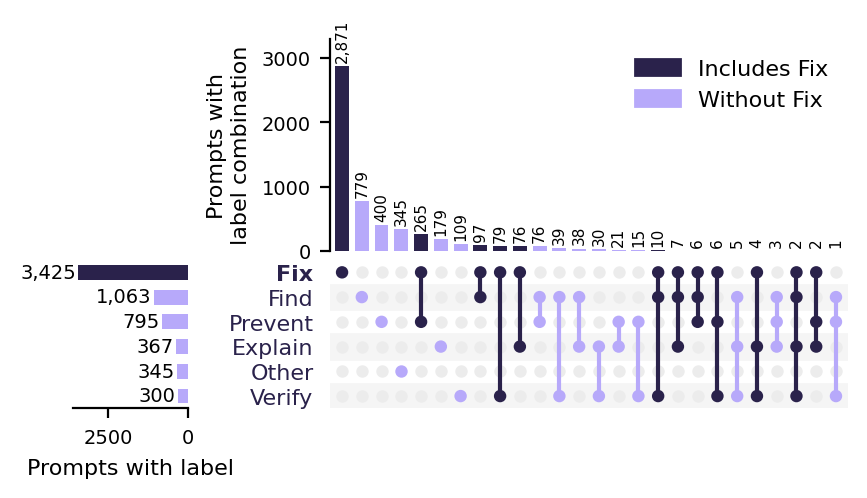 Prompts with
label combination
3000
2000
1000
0
2,871
779
400
345
265
179
109
97
79
76
76
39
38
30
21
15
10
7
6
6
5
4
3
2
2
1
Includes Fix
Without Fix
3,425 Fix
1,063 Find
795 Prevent
367 Explain
345 Other
300 Verify
2500 0
Prompts with label